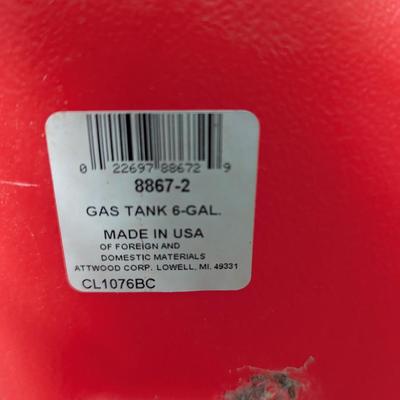 0 22697 88672 9
8867-2
GAS TANK 6-GAL.
MADE IN USA
OF FOREIGN AND
DOMESTIC MATERIALS
ATTWOOD CORP. LOWELL, MI. 49331
CL1076BC